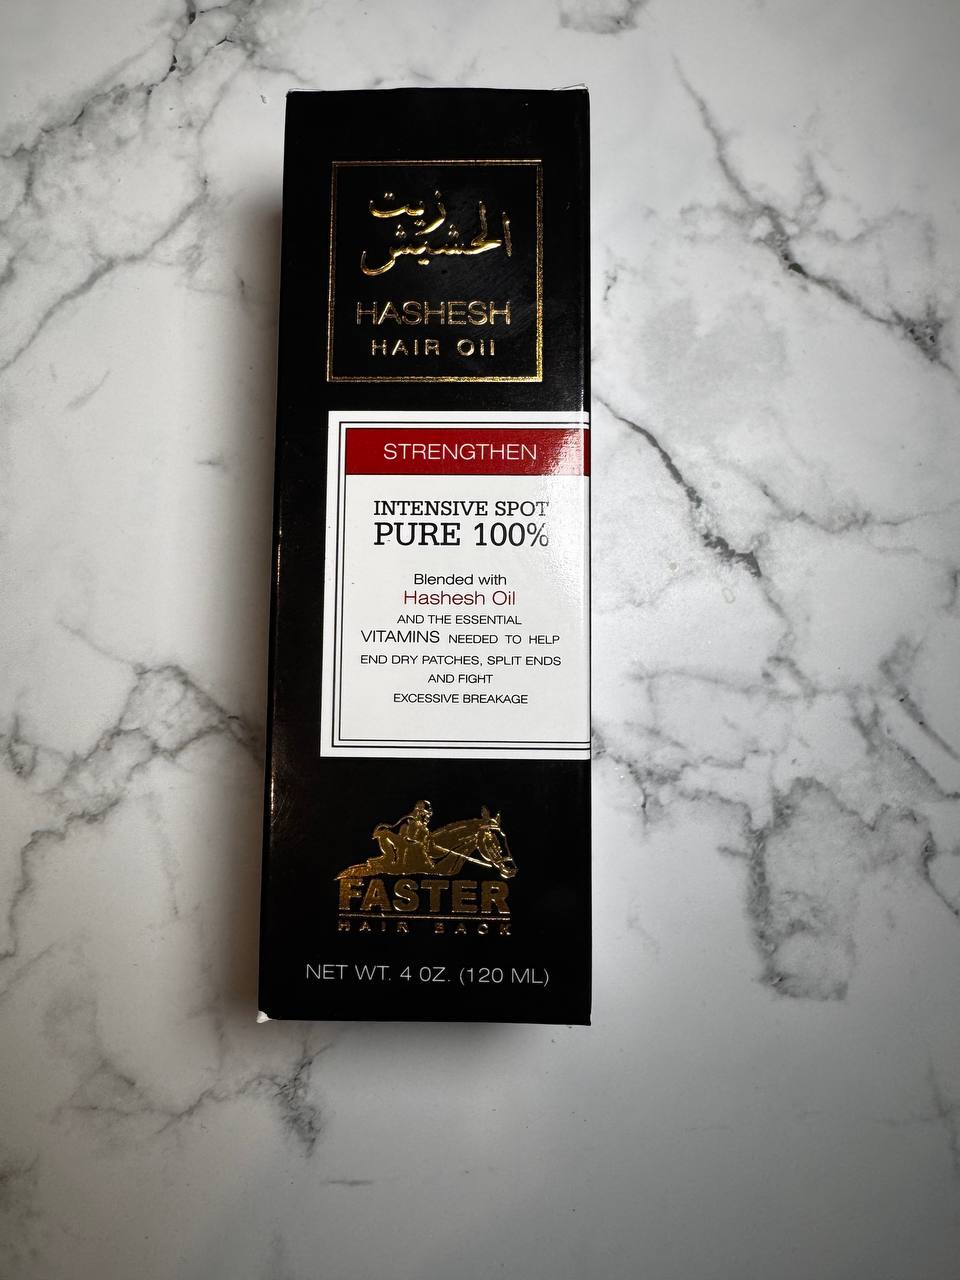 زيت
الحشيش
HASHESH
HAIR Oil
STRENGTHEN
INTENSIVE SPOT
PURE 100%
Blended with
Hashesh Oil
AND THE ESSENTIAL
VITAMINS NEEDED TO HELP
END DRY PATCHES, SPLIT ENDS
AND FIGHT
EXCESSIVE BREAKAGE
FASTER
HAIR BACK
NET WT. 4 OZ. (120 ML)